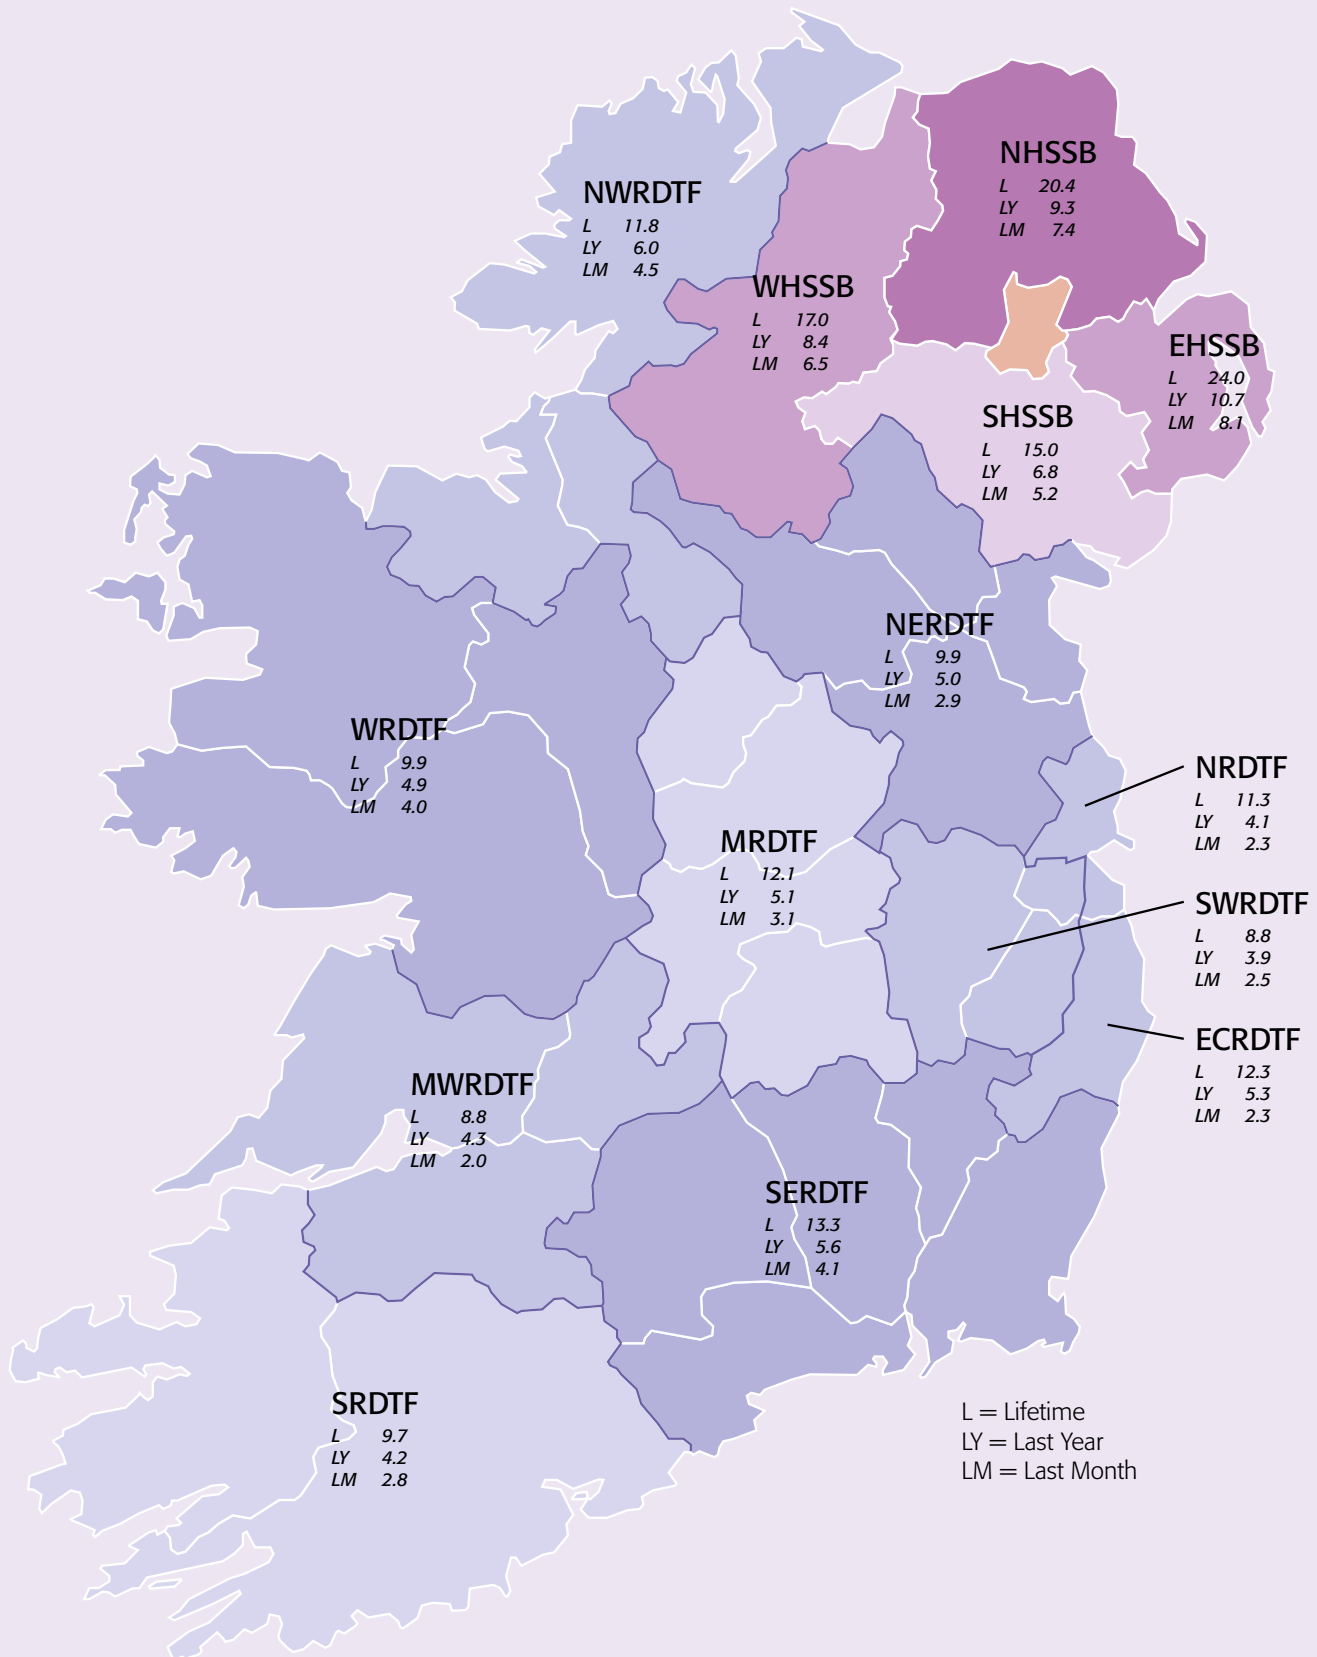 NHSSB
L 20.4
LY 9.3
LM 7.4
NWRDTF
L 11.8
LY 6.0
LM 4.5
WHSSB
L 17.0
LY 8.4
LM 6.5
EHSSB
L 24.0
LY 10.7
LM 8.1
SHSSB
L 15.0
LY 6.8
LM 5.2
NERDTF
L 9.9
LY 5.0
LM 2.9
WRDTF
L 9.9
LY 4.9
LM 4.0
NRDTF
L 11.3
LY 4.1
LM 2.3
MRDTF
L 12.1
LY 5.1
LM 3.1
SWRDTF
L 8.8
LY 3.9
LM 2.5
ECRDTF
L 12.3
LY 5.3
LM 2.3
MWRDTF
L 8.8
LY 4.3
LM 2.0
SERDTF
L 13.3
LY 5.6
LM 4.1
SRDTF
L 9.7
LY 4.2
LM 2.8
L = Lifetime
LY = Last Year
LM = Last Month